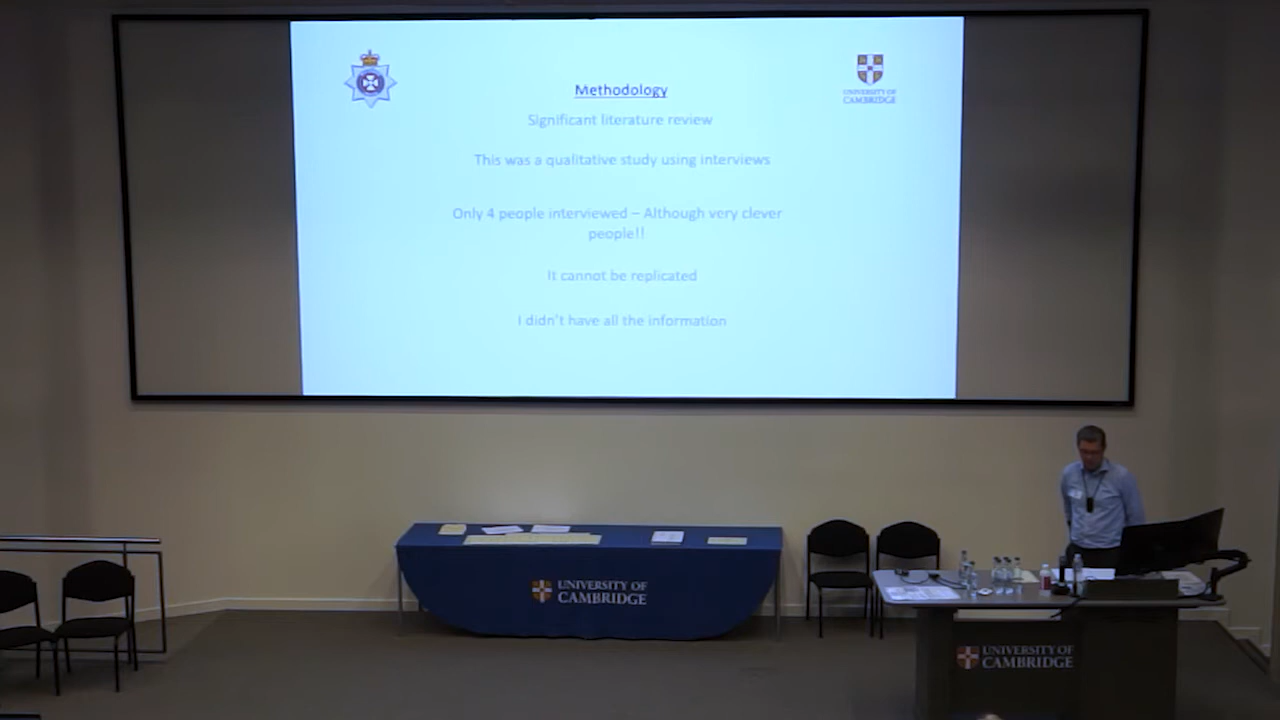 Methodology
UNIVERSITY OF
CAMBRIDGE
Significant literature review
This was a qualitative study using interviews
Only 4 people interviewed – Although very clever
people!!
It cannot be replicated
I didn't have all the information
UNIVERSITY OF
CAMBRIDGE
UNIVERSITY OF
CAMBRIDGE